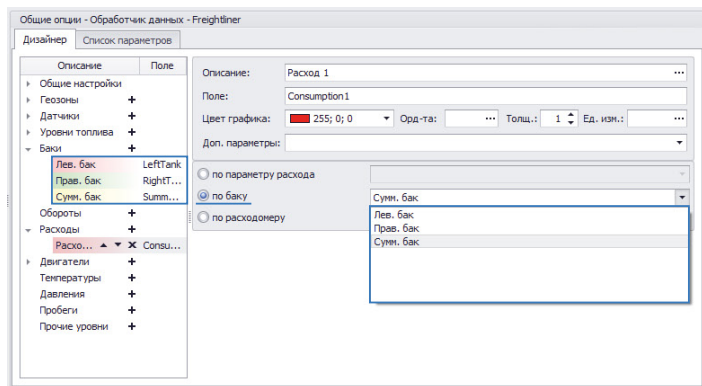 Общие опции - Обработчик данных - Freightliner
Дизайнер Список параметров
Описание Поле
Общие настройки
Геозоны +
Датчики +
Уровни топлива +
Баки +
Лев. бак LeftTank
Прав. бак RightT...
Сумм. бак Summ...
Обороты +
Расходы +
Расхо... Consu...
Двигатели +
Температуры +
Давления +
Пробеги +
Прочие уровни +
Описание: Расход 1 ...
Поле: Consumption1
Цвет графика: 255; 0; 0 Орд-та: ... Толщ.: 1 Ед. изм.: ...
Доп. параметры:
по параметру расхода
по баку Сумм. бак
по расходомеру
Лев. бак
Прав. бак
Сумм. бак